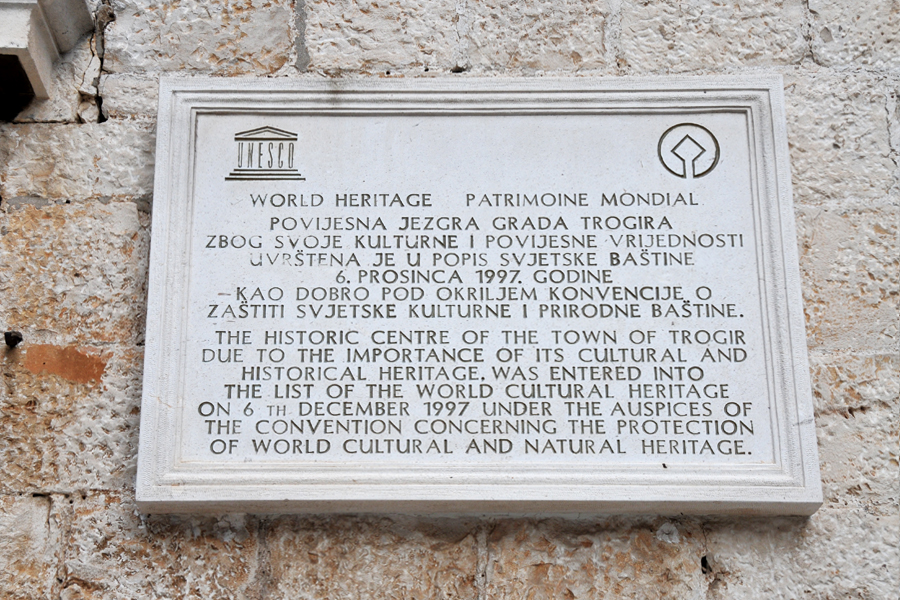 UNESCO
WORLD HERITAGE PATRIMOINE MONDIAL
POVIJESNA JEZGRA GRADA TROGIRA
ZBOG SVOJE KULTURNE I POVIJESNE VRIJEDNOSTI
UVRŠTENA JE U POPIS SVJETSKE BAŠTINE
6. PROSINCA 1997. GODINE
-KAO DOBRO POD OKRILJEM KONVENCIJE O
ZAŠTITI SVJETSKE KULTURNE I PRIRODNE BAŠTINE.
THE HISTORIC CENTRE OF THE TOWN OF TROGIR
DUE TO THE IMPORTANCE OF ITS CULTURAL AND
HISTORICAL HERITAGE, WAS ENTERED INTO
THE LIST OF THE WORLD CULTURAL HERITAGE
ON 6 TH DECEMBER 1997 UNDER THE AUSPICES OF
THE CONVENTION CONCERNING THE PROTECTION
OF WORLD CULTURAL AND NATURAL HERITAGE.